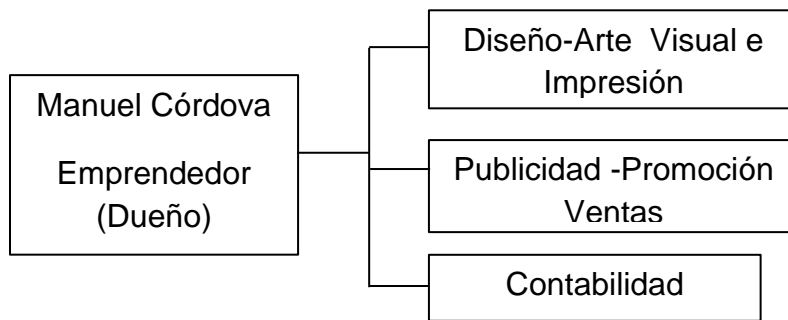 Manuel Córdova
Emprendedor
(Dueño)
Diseño-Arte Visual e
Impresión
Publicidad -Promoción
Ventas
Contabilidad